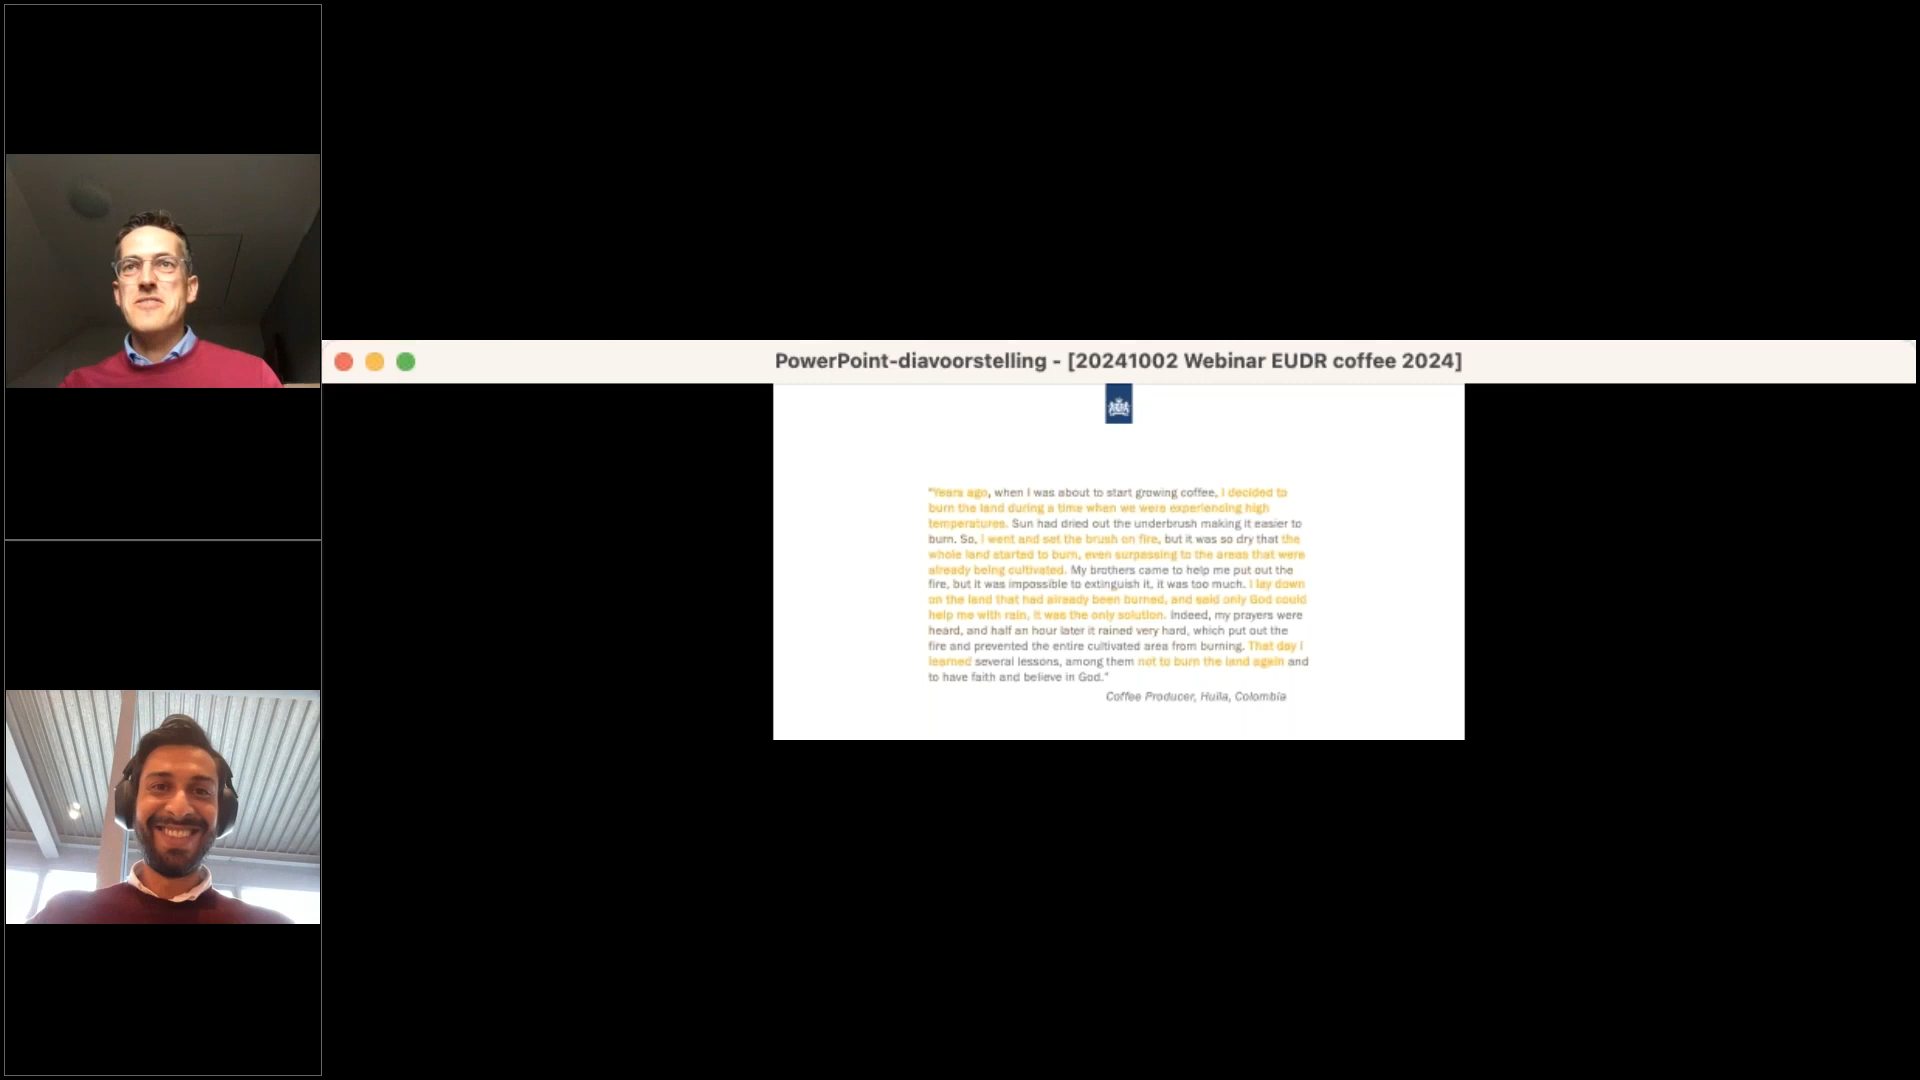 PowerPoint-diavoorstelling - [20241002 Webinar EUDR coffee 2024]
"Years ago, when I was about to start growing coffee, I decided to
burn the land during a time when we were experiencing high
temperatures. Sun had dried out the underbrush making it easier to
burn. So, I went and set the brush on fire, but it was so dry that the
whole land started to burn, even surpassing to the areas that were
already being cultivated. My brothers came to help me put out the
fire, but it was impossible to extinguish it, it was too much. I lay down
on the land that had already been burned, and said only God could
help me with rain, it was the only solution. Indeed, my prayers were
heard, and half an hour later it rained very hard, which put out the
fire and prevented the entire cultivated area from burning. That day I
learned several lessons, among them not to burn the land again and
to have faith and believe in God."
Coffee Producer, Huila, Colombia